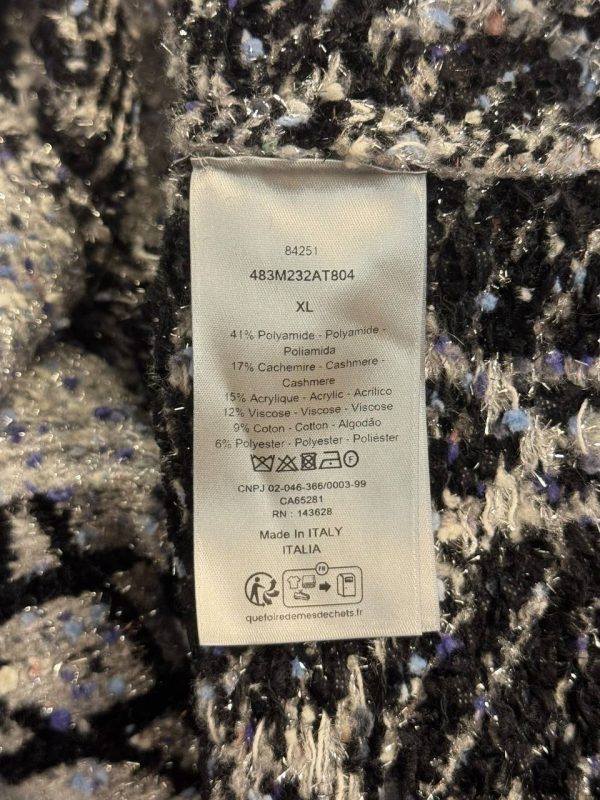 84251
483M232AT804
XL
41% Polyamide - Polyamide -
Poliamida
17% Cachemire - Cashmere -
Cashmere
15% Acrylique - Acrylic - Acrílico
12% Viscose - Viscose - Viscose
9% Coton - Cotton - Algodão
6% Polyester - Polyester - Poliéster
F
CNPJ 02-046-366/0003-99
CA65281
RN : 143628
Made In ITALY
ITALIA
FR
quefairedemesdechets.fr